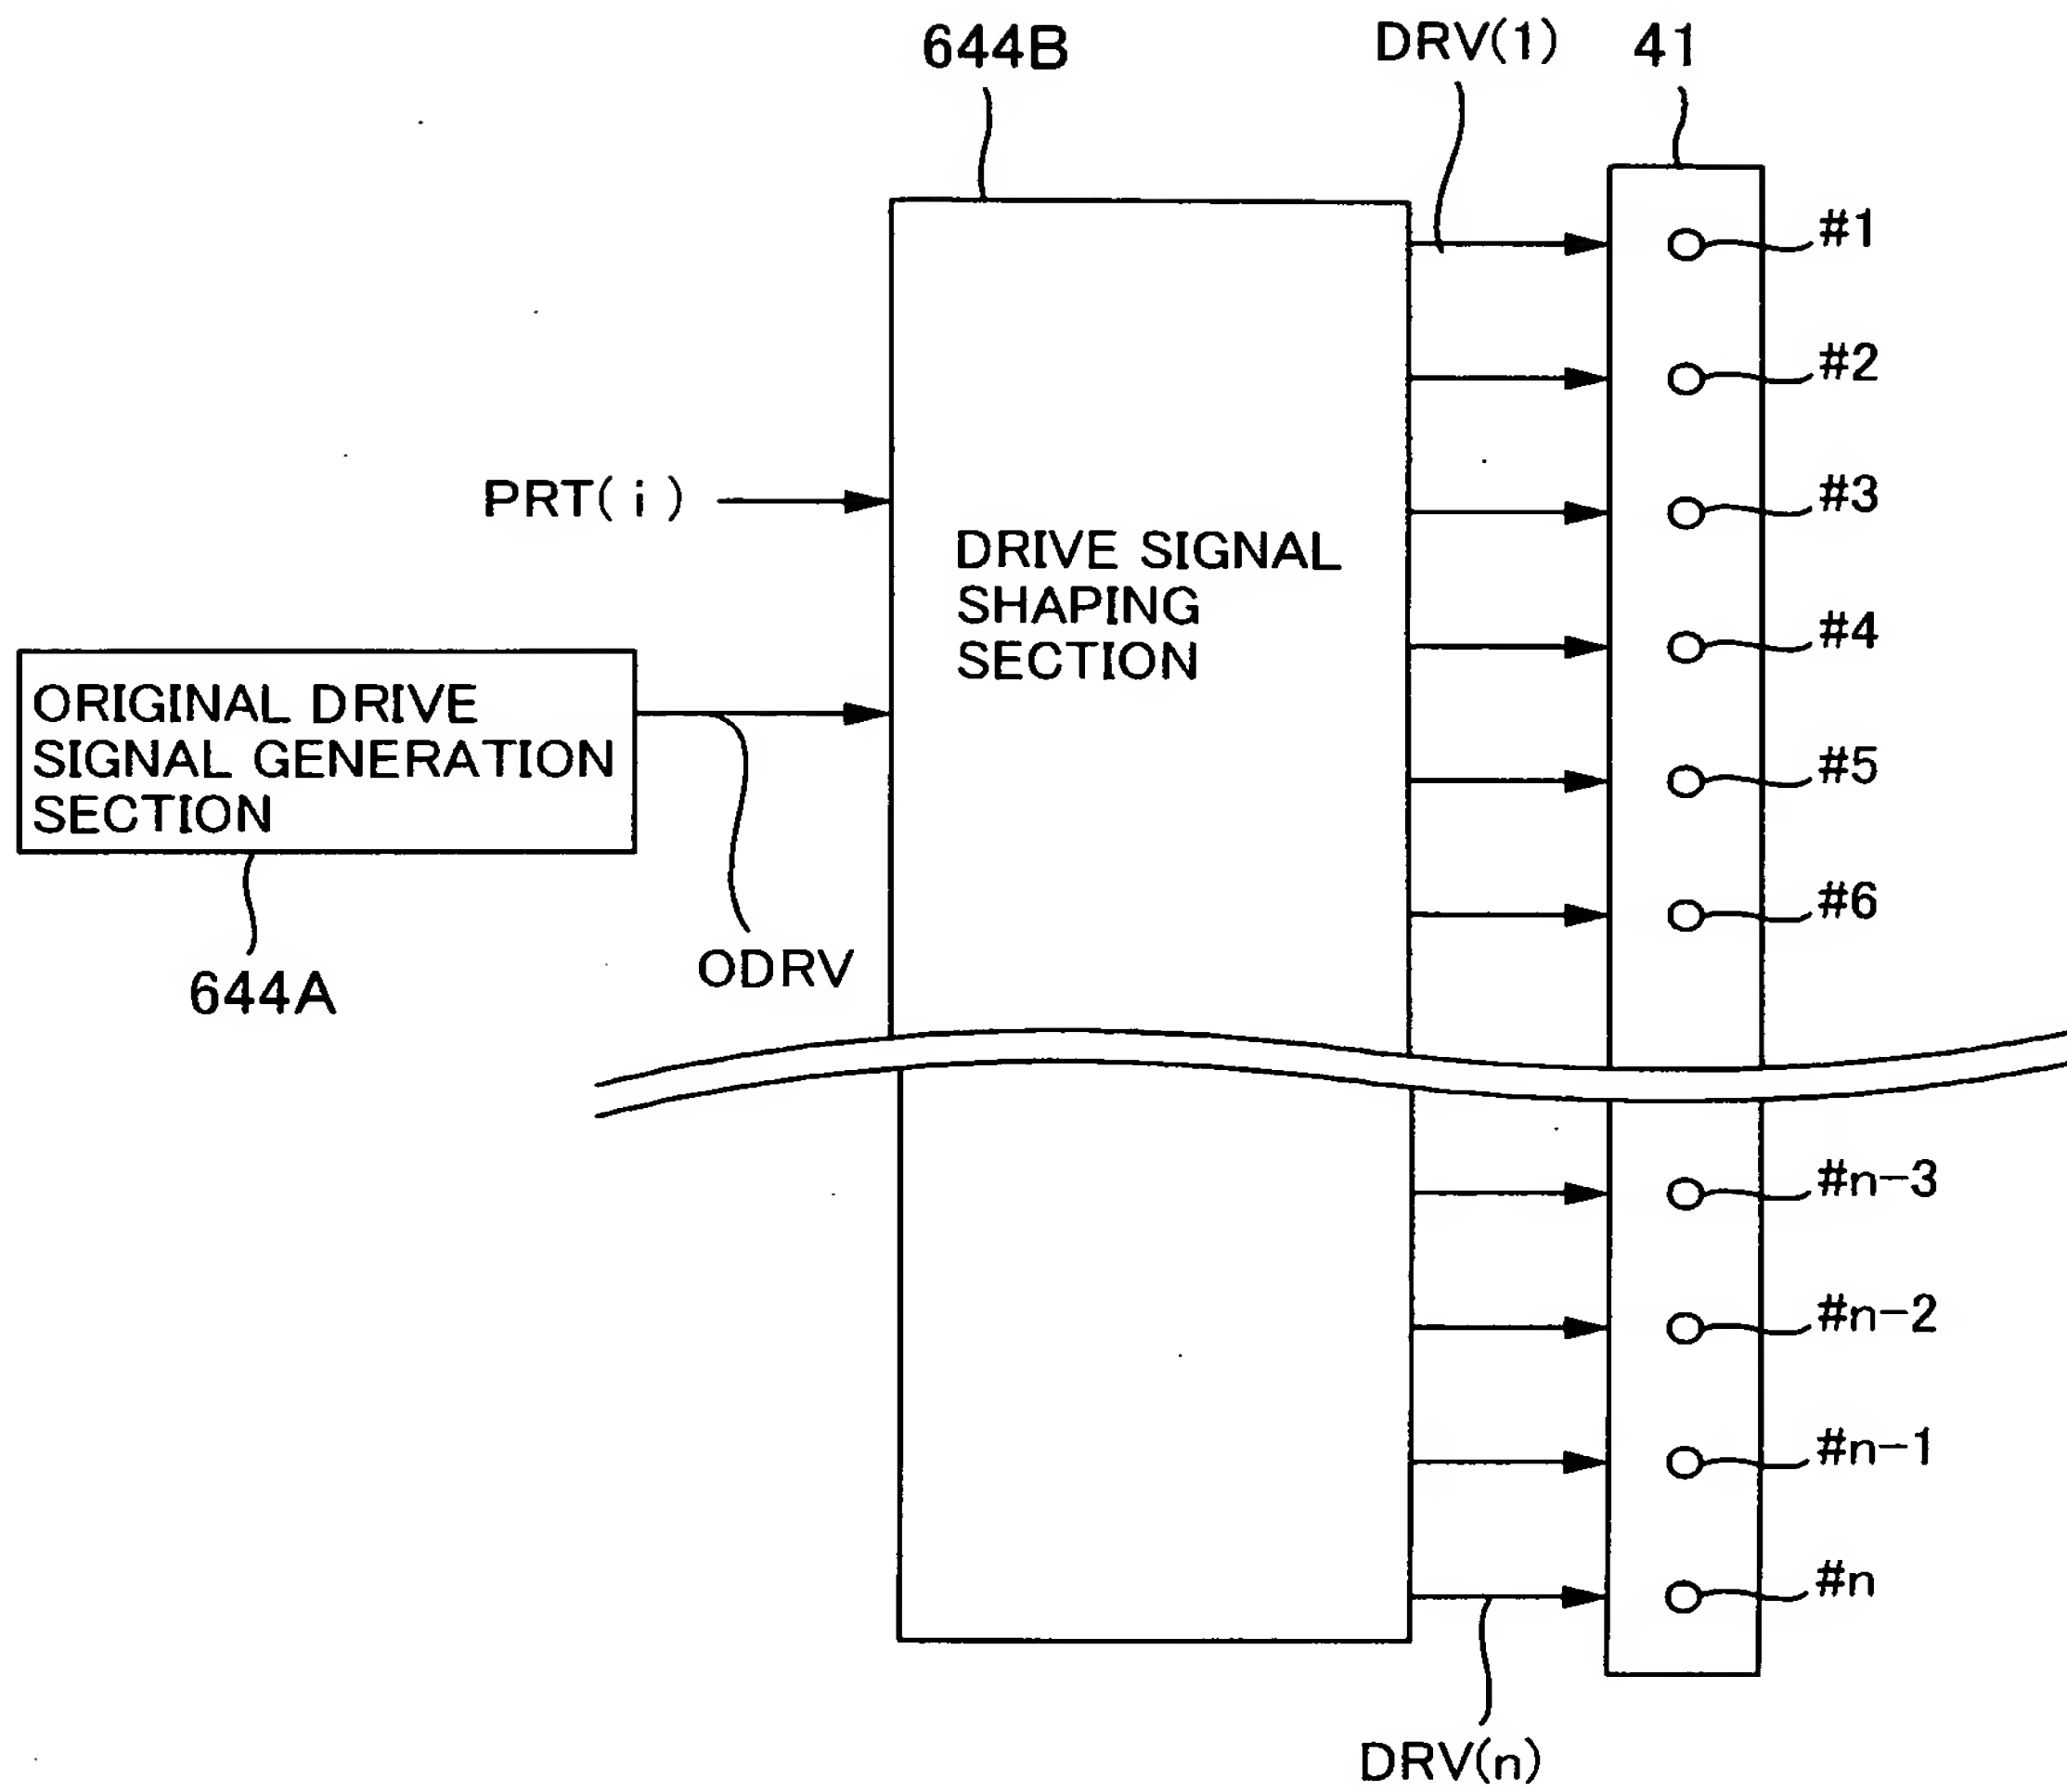 644B
DRV(1)
41
#1
#2
PRT( i )
#3
DRIVE SIGNAL
SHAPING
SECTION
#4
ORIGINAL DRIVE
SIGNAL GENERATION
SECTION
#5
#6
ODRV
644A
#n-3
#n-2
#n-1
#n
DRV(n)